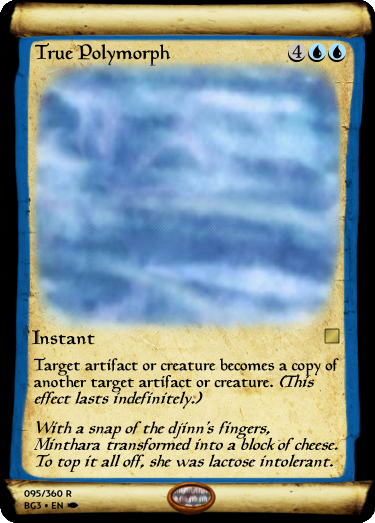 True Polymorph 4
Instant
Target artifact or creature becomes a copy of
another target artifact or creature. (This
effect lasts indefinitely.)
With a snap of the djinn's fingers,
Minthara transformed into a block of cheese.
To top it all off, she was lactose intolerant.
095/360 R
BG3 • EN